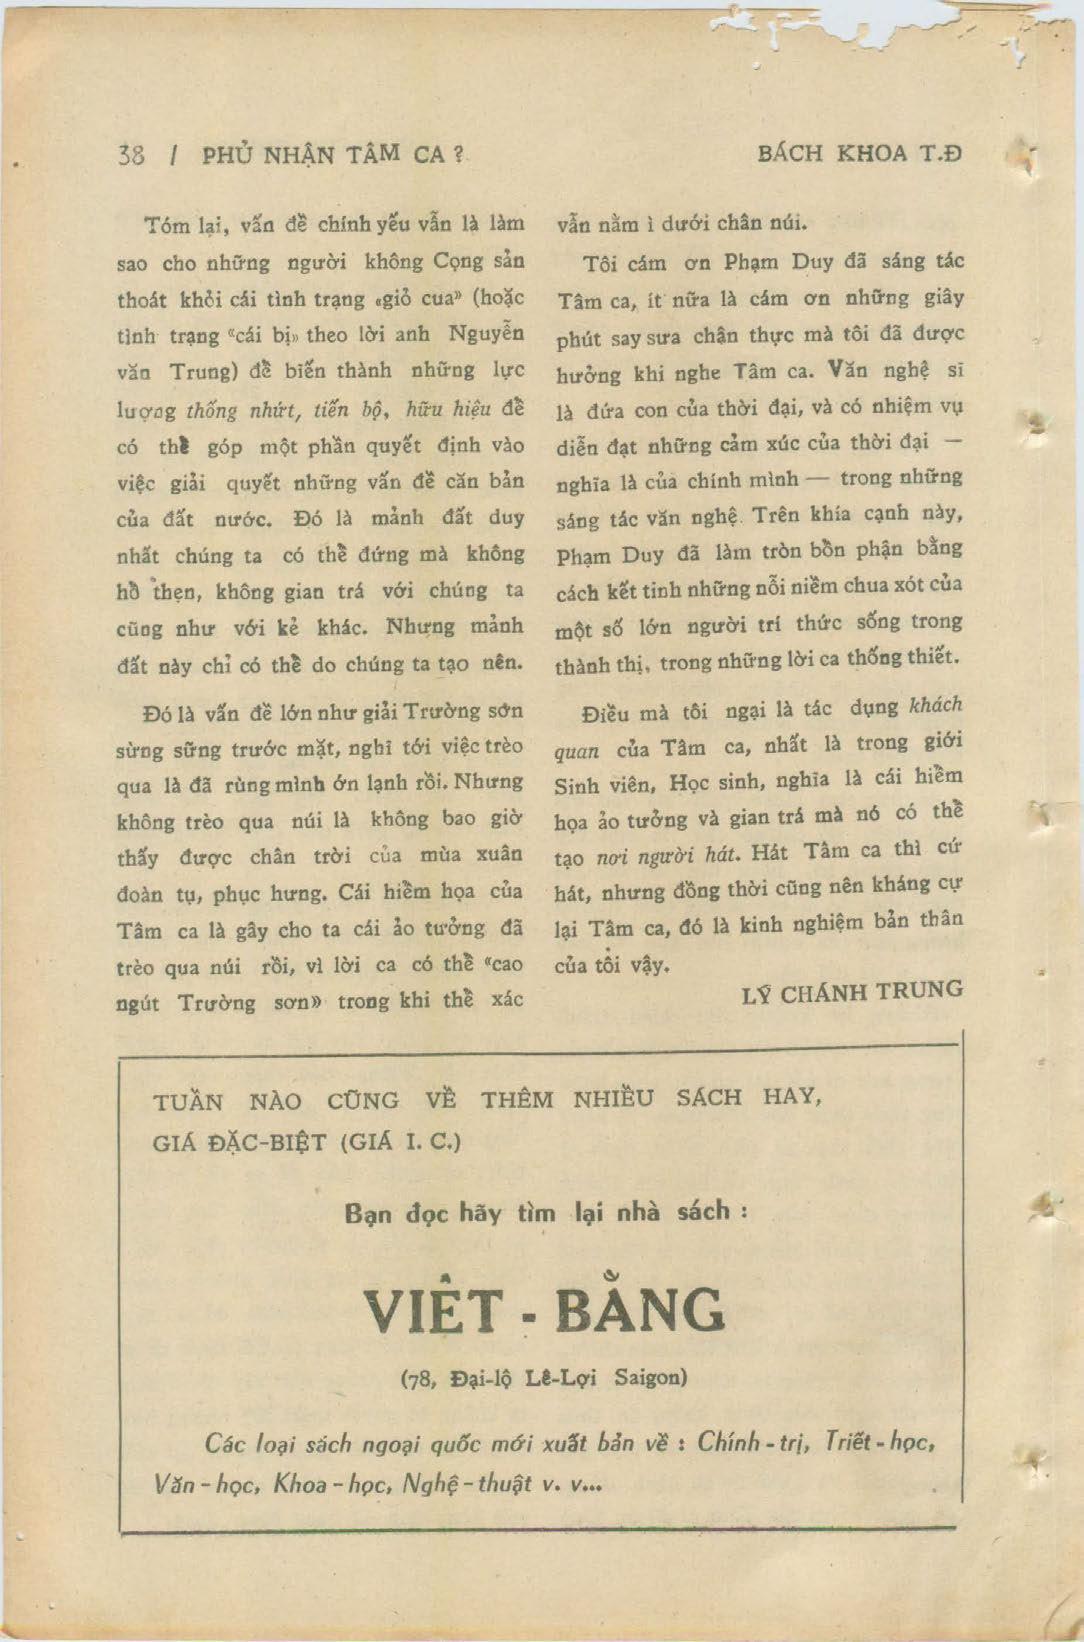 38 / PHỦ NHẬN TÂM CA ?
BÁCH KHOA T.Đ
Tóm lại, vấn đề chính yếu vẫn là làm
sao cho những người không Cọng sản
thoát khỏi cái tình trạng «giỏ cua» (hoặc
tình trạng «cái bị» theo lời anh Nguyễn
văn Trung) để biến thành những lực
lượng thống nhứt, tiến bộ, hữu hiệu để
có thể góp một phần quyết định vào
việc giải quyết những vấn đề căn bản
của đất nước. Đó là mảnh đất duy
nhất chúng ta có thể đứng mà không
hồ thẹn, không gian trá với chúng ta
cũng như với kẻ khác. Nhưng mảnh
đất này chỉ có thể do chúng ta tạo nên.
Đó là vấn đề lớn như giải Trường sơn
sừng sững trước mặt, nghĩ tới việc trèo
qua là đã rùng mình ớn lạnh rồi. Nhưng
không trèo qua núi là không bao giờ
thấy được chân trời của mùa xuân
đoàn tụ, phục hưng. Cái hiểm họa của
Tâm ca là gây cho ta cái ảo tưởng đã
trèo qua núi rồi, vì lời ca có thể «cao
ngút Trường sơn» trong khi thể xác
vẫn nằm ì dưới chân núi.
Tôi cám ơn Phạm Duy đã sáng tác
Tâm ca, ít nữa là cám ơn những giây
phút say sưa chân thực mà tôi đã được
hưởng khi nghe Tâm ca. Văn nghệ sĩ
là đứa con của thời đại, và có nhiệm vụ
diễn đạt những cảm xúc của thời đại —
nghĩa là của chính mình — trong những
sáng tác văn nghệ. Trên khía cạnh này,
Phạm Duy đã làm tròn bổn phận bằng
cách kết tinh những nỗi niềm chua xót của
một số lớn người trí thức sống trong
thành thị, trong những lời ca thống thiết.
Điều mà tôi ngại là tác dụng khách
quan của Tâm ca, nhất là trong giới
Sinh viên, Học sinh, nghĩa là cái hiểm
họa ảo tưởng và gian trá mà nó có thể
tạo nơi người hát. Hát Tâm ca thì cứ
hát, nhưng đồng thời cũng nên kháng cự
lại Tâm ca, đó là kinh nghiệm bản thân
của tôi vậy.
LÝ CHÁNH TRUNG
TUẦN NÀO CŨNG VỀ THÊM NHIỀU SÁCH HAY,
GIÁ ĐẶC-BIỆT (GIÁ I. C.)
Bạn đọc hãy tìm lại nhà sách :
VIÊT - BẰNG
(78, Đại-lộ Lê-Lợi Saigon)
Các loại sách ngoại quốc mới xuất bản về : Chính - trị, Triết - học,
Văn - học, Khoa - học, Nghệ - thuật v. v...